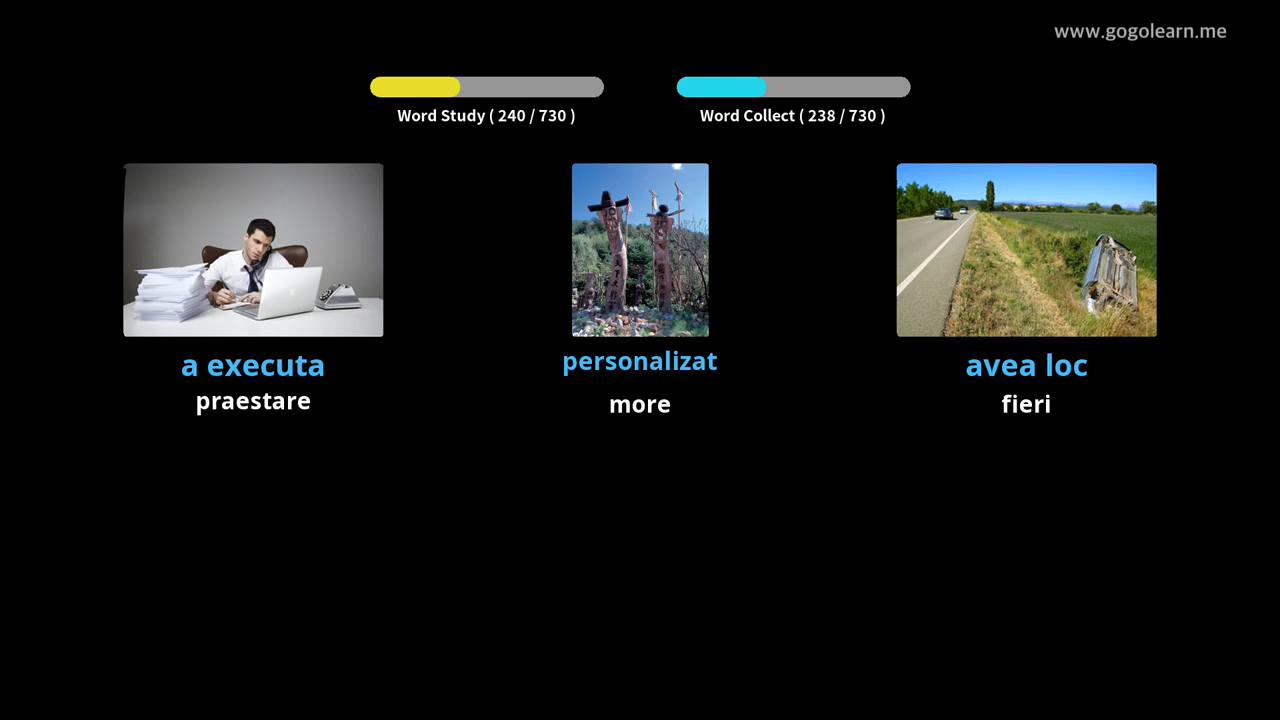 www.gogolearn.me
Word Study ( 240 / 730 )
Word Collect ( 238 / 730 )
a executa
praestare
personalizat
more
avea loc
fieri